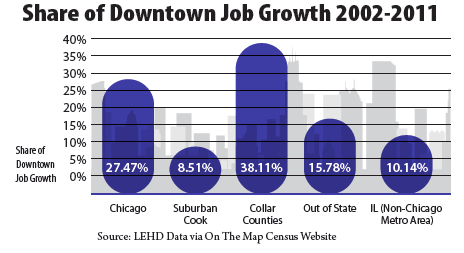 Share of Downtown Job Growth 2002-2011
40%
35%
30%
25%
20%
15%
10%
5%
0%
Share of
Downtown
Job Growth
27.47% 8.51% 38.11% 15.78% 10.14%
Chicago Suburban Collar Out of State IL (Non-Chicago
Cook Counties Metro Area)
Source: LEHD Data via On The Map Census Website